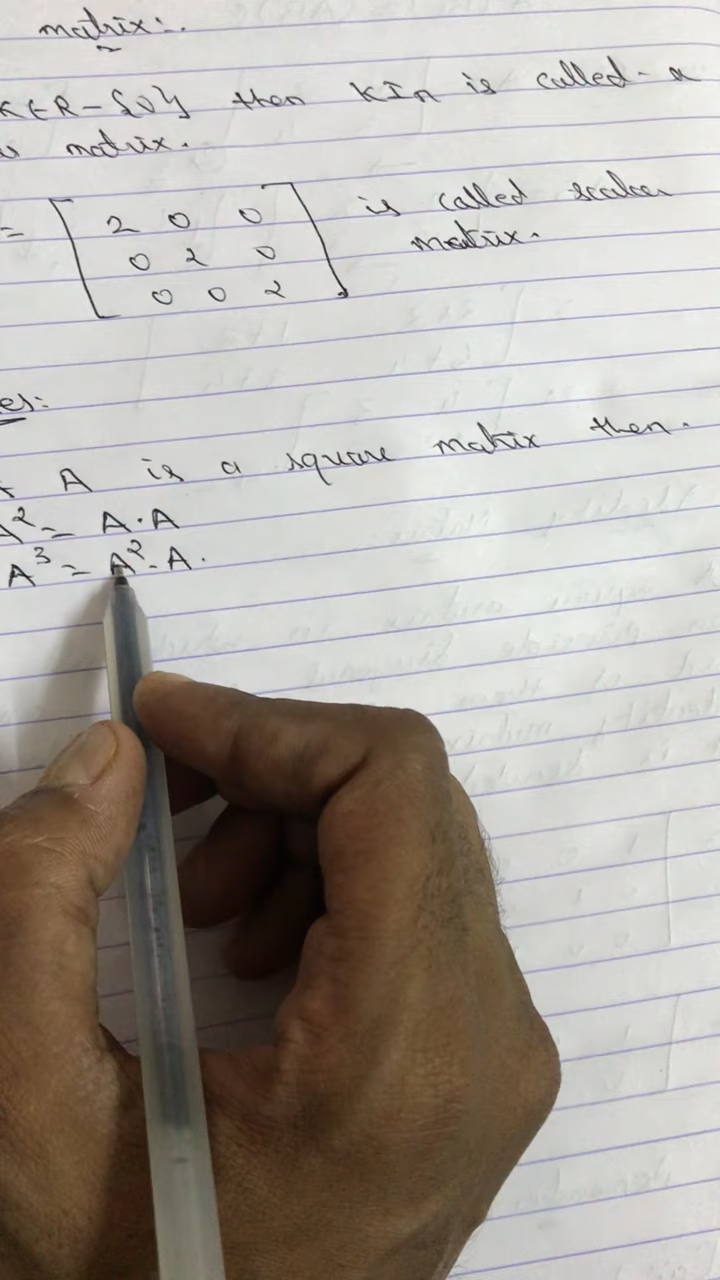 matrix:-
K∈R-{0} then KIn is called - a
matrix.
= [ 2 0 0 is called scalar
0 2 0 matrix.
0 0 2 ]
es:
A is a square matrix then.
A² = A.A
A³ = A².A.